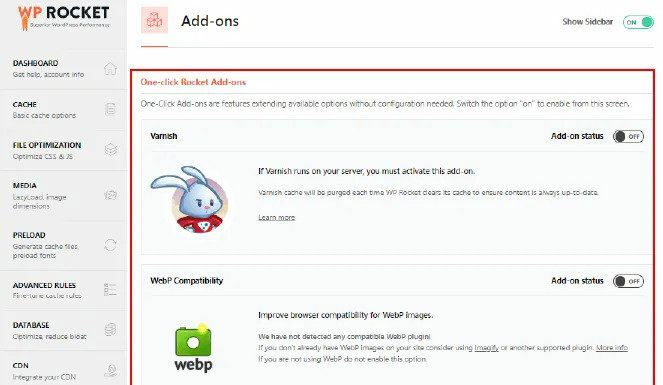 WP ROCKET
Superior WordPress Performance
Add-ons
Show Sidebar
ON
DASHBOARD
Get help, account info
CACHE
Basic cache options
FILE OPTIMIZATION
Optimize CSS & JS
MEDIA
LazyLoad, image
dimensions
PRELOAD
Generate cache files,
preload fonts
ADVANCED RULES
Fine-tune cache rules
DATABASE
Optimize, reduce bloat
CDN
Integrate your CDN
One-click Rocket Add-ons
One-Click Add-ons are features extending available options without configuration needed. Switch the option "on" to enable from this screen.
Varnish
Add-on status
OFF
If Varnish runs on your server, you must activate this add-on.
Varnish cache will be purged each time WP Rocket clears its cache to ensure content is always up-to-date.
Learn more
WebP Compatibility
Add-on status
OFF
Improve browser compatibility for WebP images.
We have not detected any compatible WebP plugin!
If you don't already have WebP images on your site consider using Imagify or another supported plugin. More info
If you are not using WebP do not enable this option.
webp